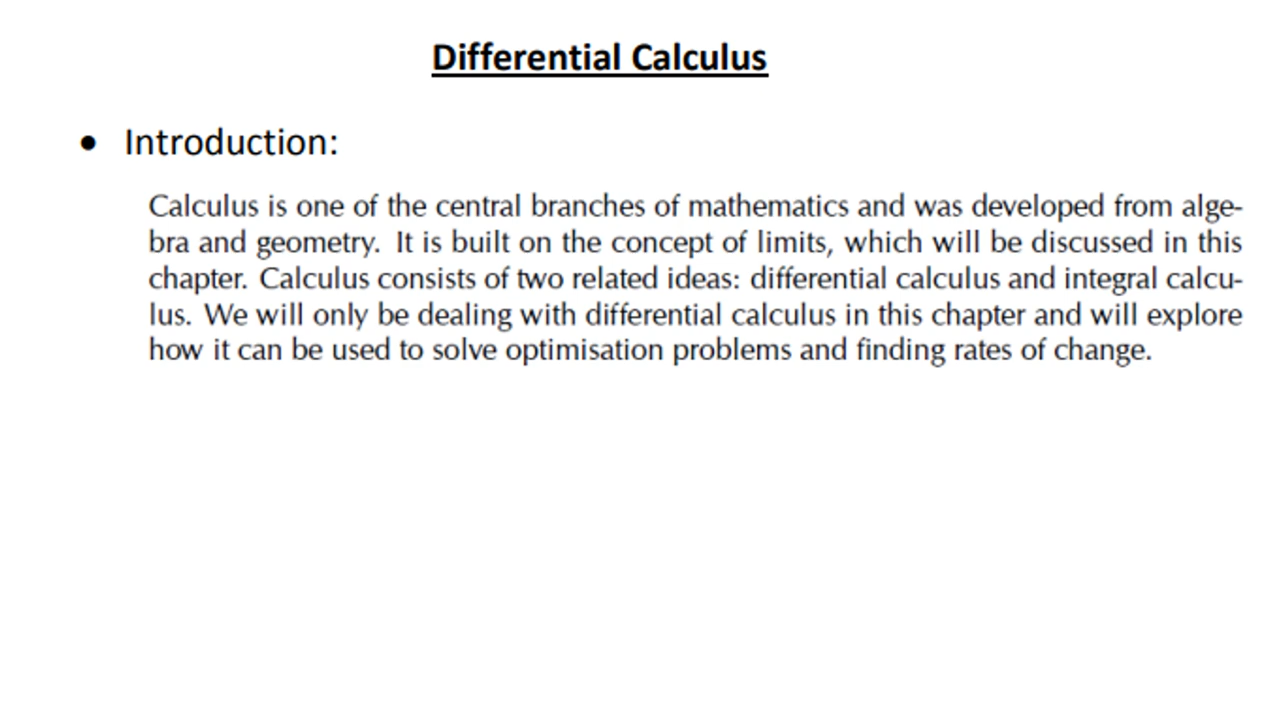 Differential Calculus
• Introduction:
Calculus is one of the central branches of mathematics and was developed from alge-
bra and geometry. It is built on the concept of limits, which will be discussed in this
chapter. Calculus consists of two related ideas: differential calculus and integral calcu-
lus. We will only be dealing with differential calculus in this chapter and will explore
how it can be used to solve optimisation problems and finding rates of change.